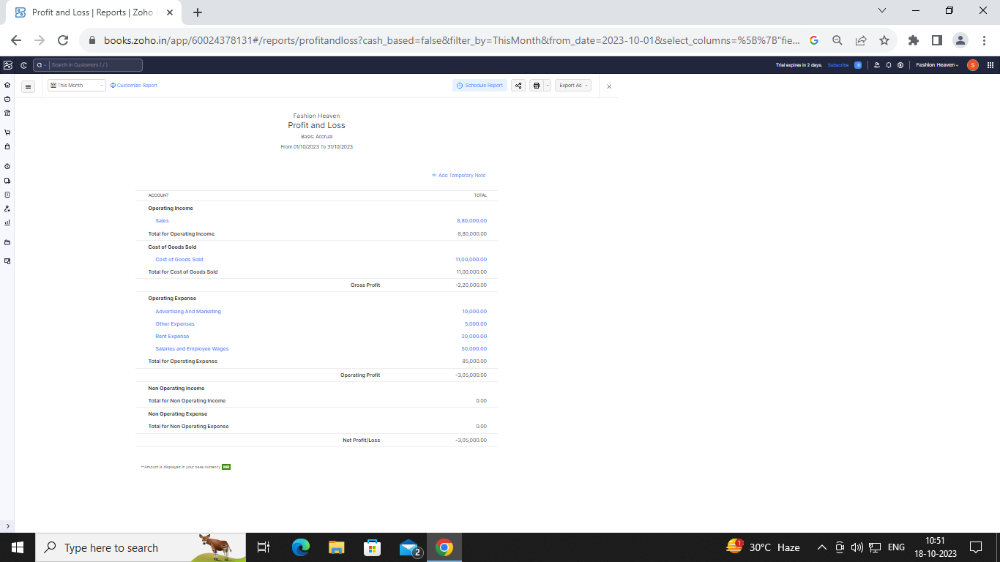 Profit and Loss | Reports | Zoho
books.zoho.in/app/60024378131#/reports/profitandloss?cash_based=false&filter_by=ThisMonth&from_date=2023-10-01&select_columns=%5B%7B"fie...
Search in Customers ( / )
Trial expires in 2 days. Subscribe
Fashion Heaven
S
This Month
Customize Report
Schedule Report
Export As
Fashion Heaven
Profit and Loss
Basis: Accrual
From 01/10/2023 To 31/10/2023
+ Add Temporary Note
ACCOUNT TOTAL
Operating Income
Sales 8,80,000.00
Total for Operating Income 8,80,000.00
Cost of Goods Sold
Cost of Goods Sold 11,00,000.00
Total for Cost of Goods Sold 11,00,000.00
Gross Profit -2,20,000.00
Operating Expense
Advertising And Marketing 10,000.00
Other Expenses 5,000.00
Rent Expense 20,000.00
Salaries and Employee Wages 50,000.00
Total for Operating Expense 85,000.00
Operating Profit -3,05,000.00
Non Operating Income
Total for Non Operating Income 0.00
Non Operating Expense
Total for Non Operating Expense 0.00
Net Profit/Loss -3,05,000.00
**Amount is displayed in your base currency INR
Type here to search
2
1
30°C Haze
ENG
10:51
18-10-2023